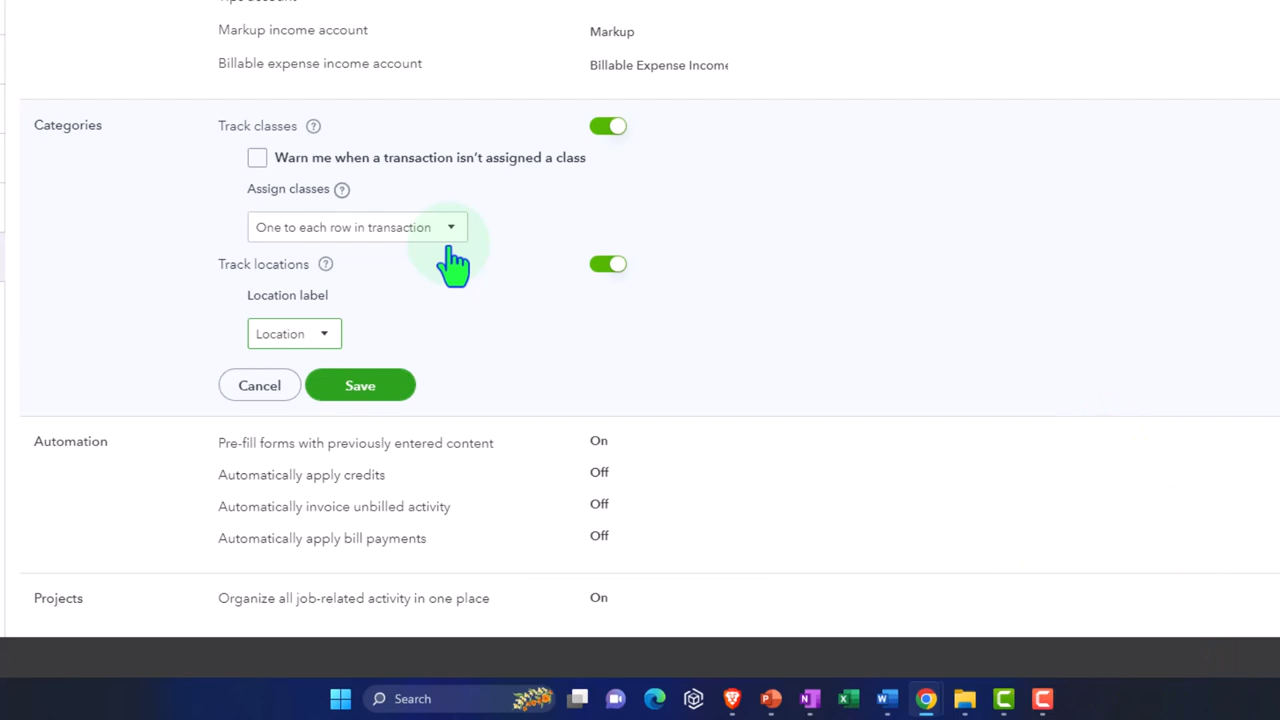 Markup income account Markup
Billable expense income account Billable Expense Income
Categories Track classes ?
Warn me when a transaction isn't assigned a class
Assign classes ?
One to each row in transaction
Track locations ?
Location label
Location
Cancel Save
Automation Pre-fill forms with previously entered content On
Automatically apply credits Off
Automatically invoice unbilled activity Off
Automatically apply bill payments Off
Projects Organize all job-related activity in one place On
Search